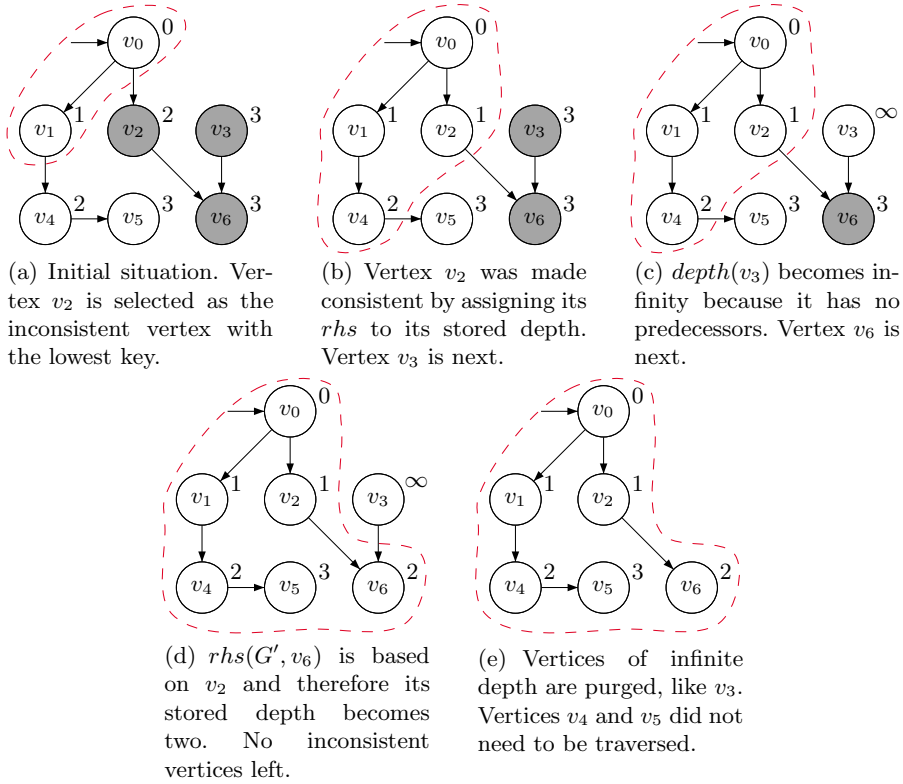 v0 0
v1 1 v2 2 v3 3
v4 2 v5 3 v6 3
(a) Initial situation. Ver-
tex v2 is selected as the
inconsistent vertex with
the lowest key.
v0 0
v1 1 v2 1 v3 3
v4 2 v5 3 v6 3
(b) Vertex v2 was made
consistent by assigning its
rhs to its stored depth.
Vertex v3 is next.
v0 0
v1 1 v2 1 v3 ∞
v4 2 v5 3 v6 3
(c) depth(v3) becomes in-
finity because it has no
predecessors. Vertex v6 is
next.
v0 0
v1 1 v2 1 v3 ∞
v4 2 v5 3 v6 2
(d) rhs(G′, v6) is based
on v2 and therefore its
stored depth becomes
two. No inconsistent
vertices left.
v0 0
v1 1 v2 1
v4 2 v5 3 v6 2
(e) Vertices of infinite
depth are purged, like v3.
Vertices v4 and v5 did not
need to be traversed.